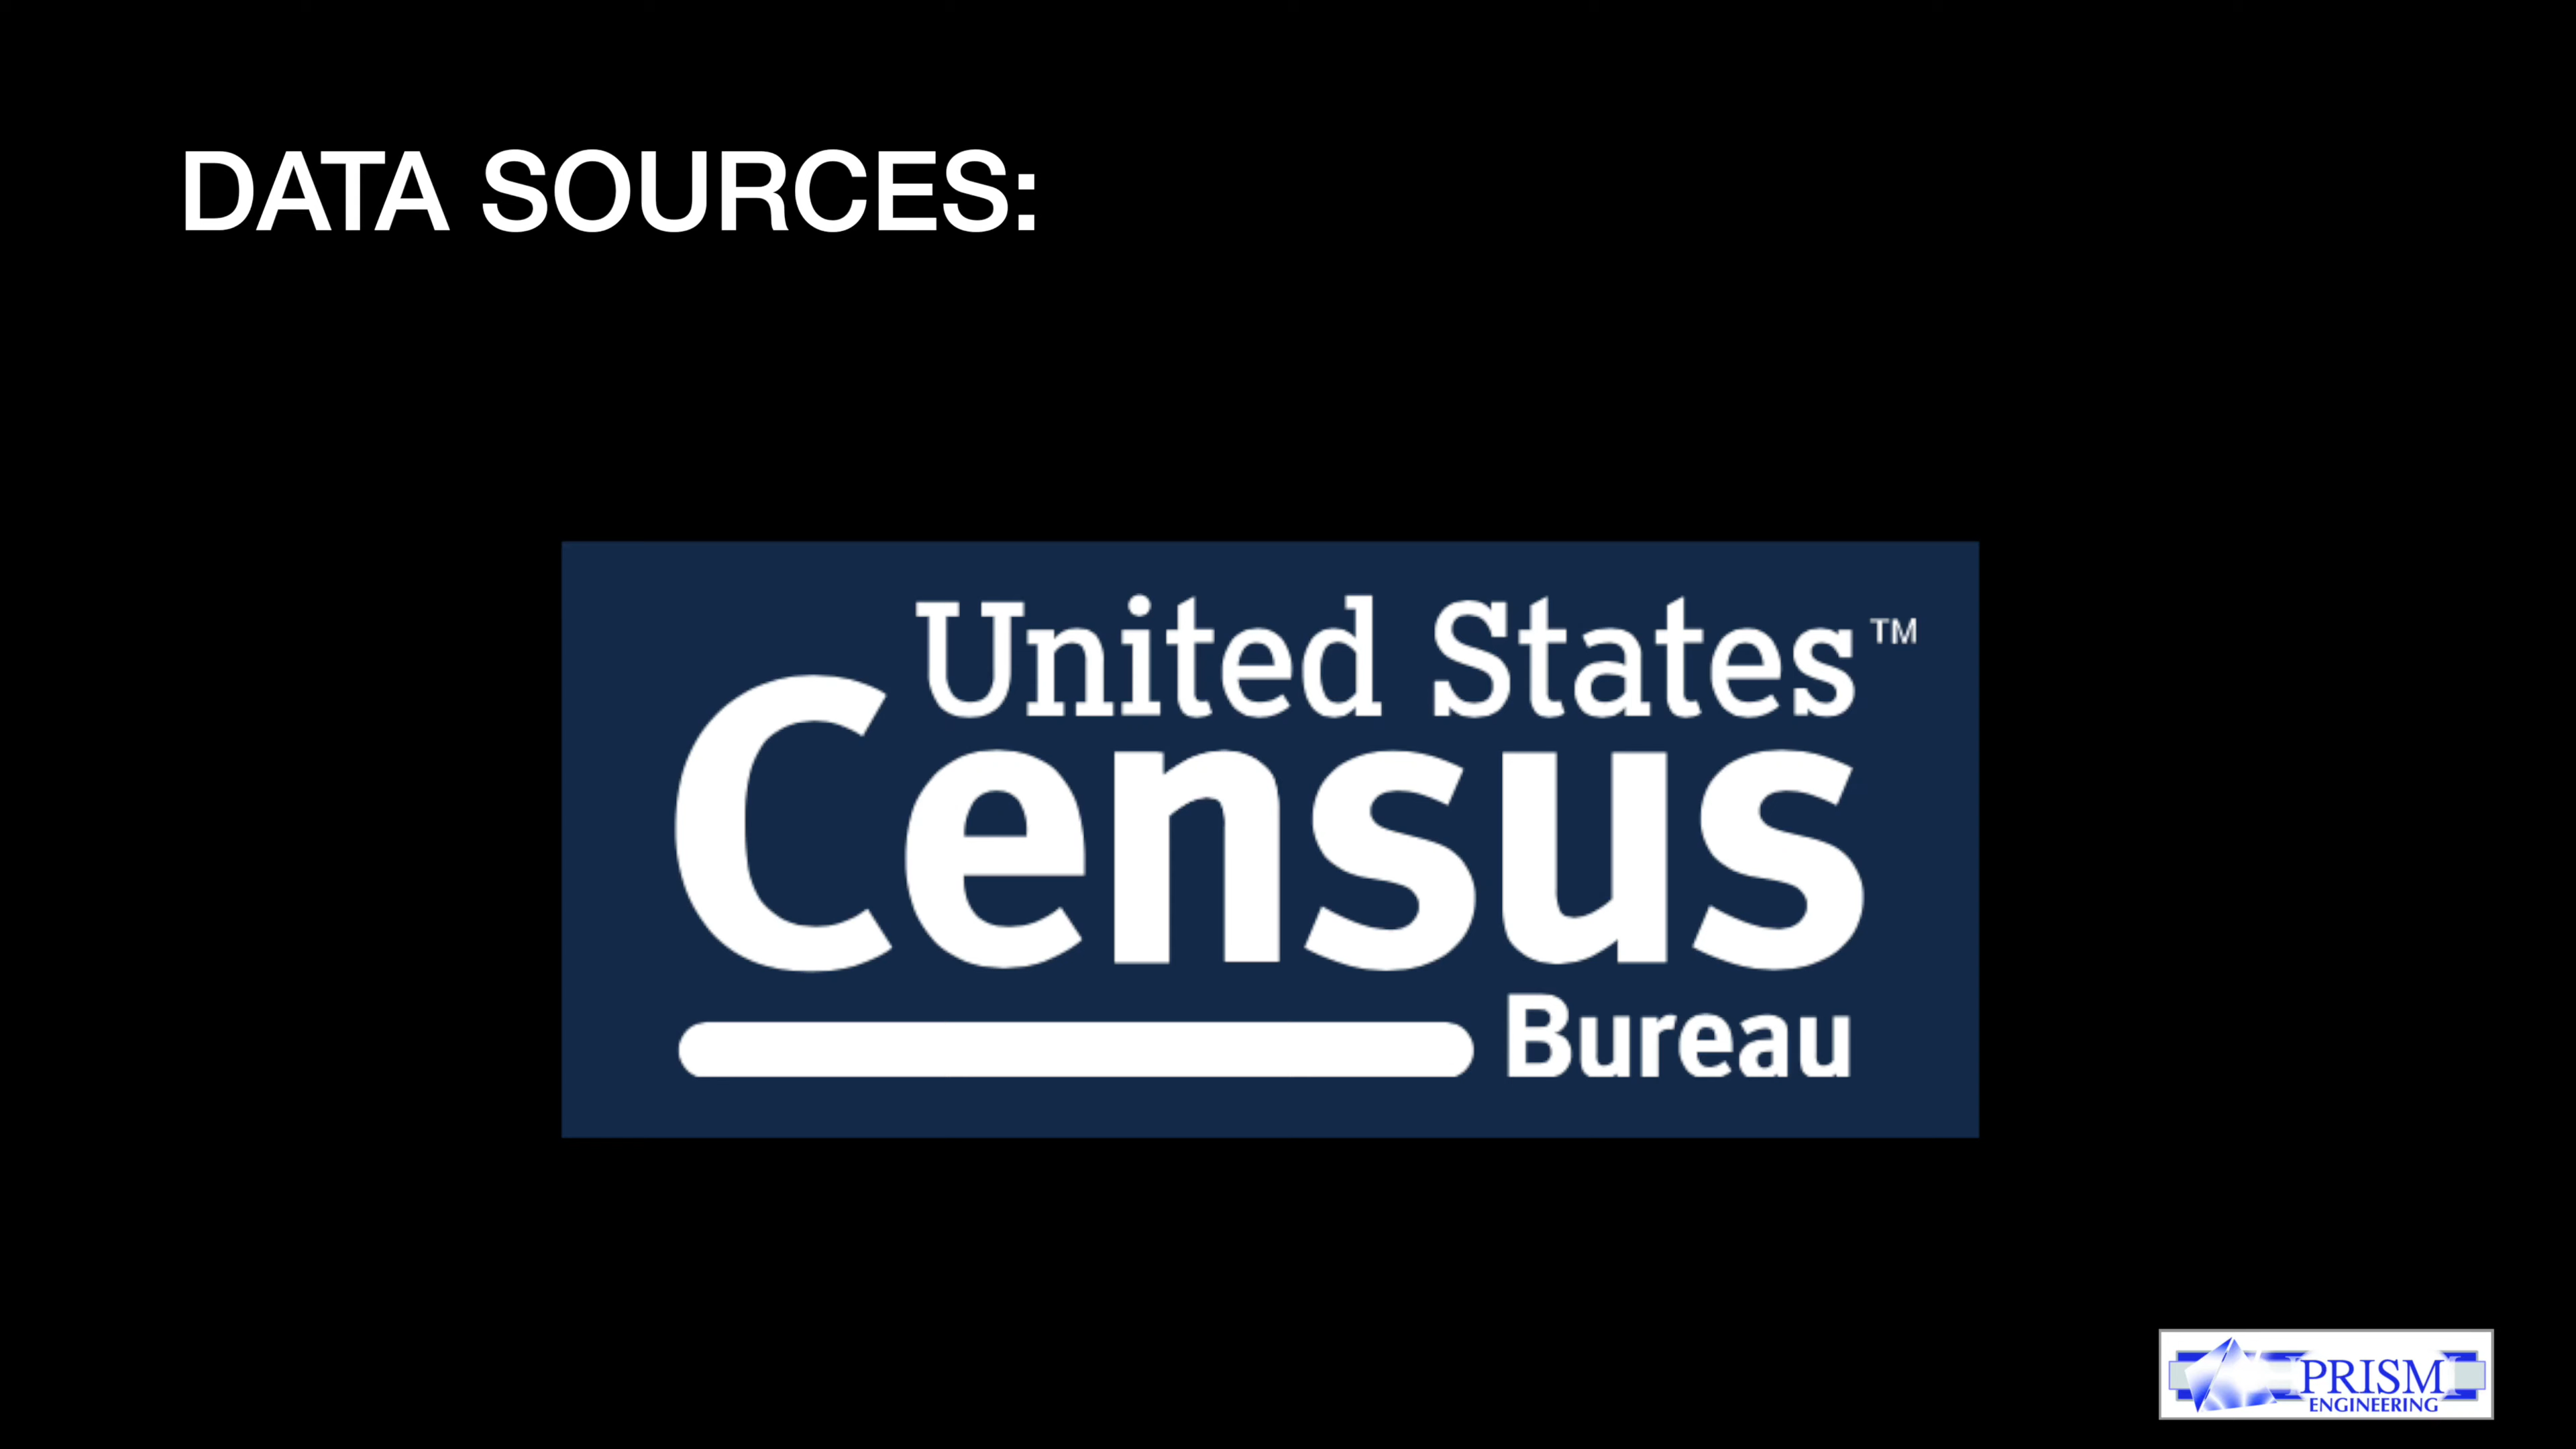 DATA SOURCES:
United States™
Census
Bureau
PRISM
ENGINEERING